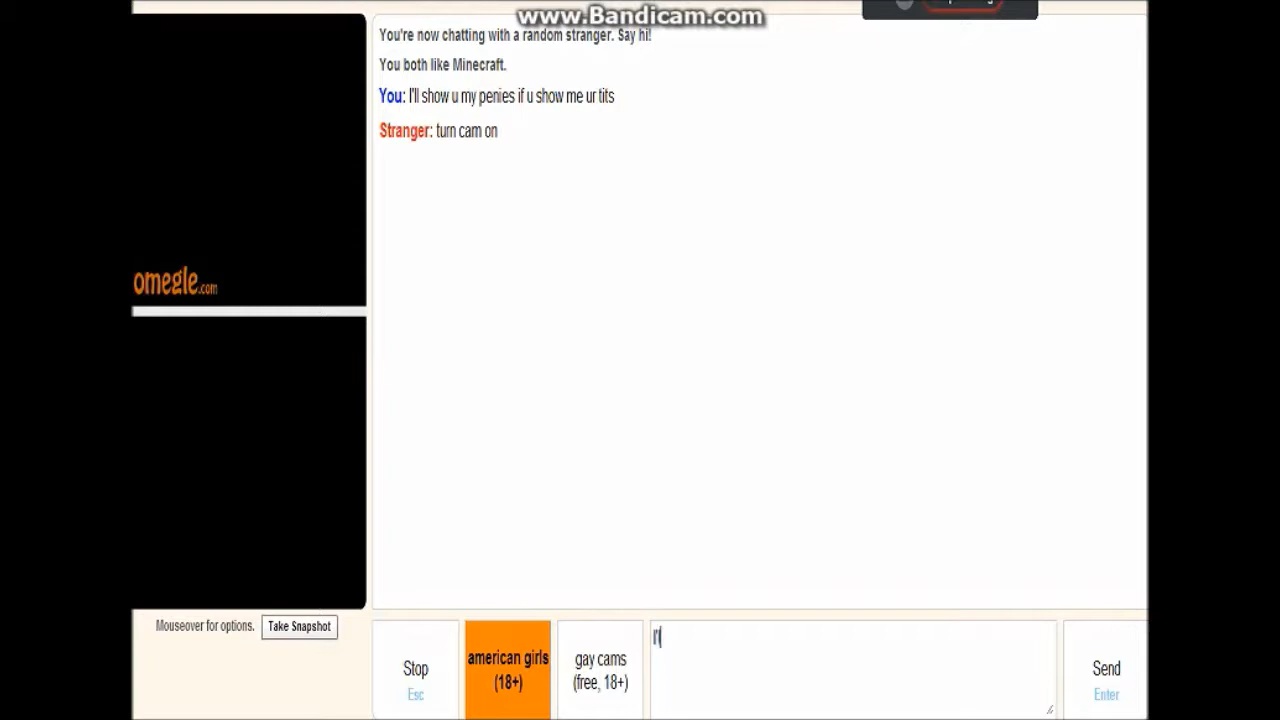 www.Bandicam.com
You're now chatting with a random stranger. Say hi!
You both like Minecraft.
You: I'll show u my penies if u show me ur tits
Stranger: turn cam on
omegle.com
Mouseover for options. Take Snapshot
Stop
Esc
american girls
(18+)
gay cams
(free, 18+)
Send
Enter